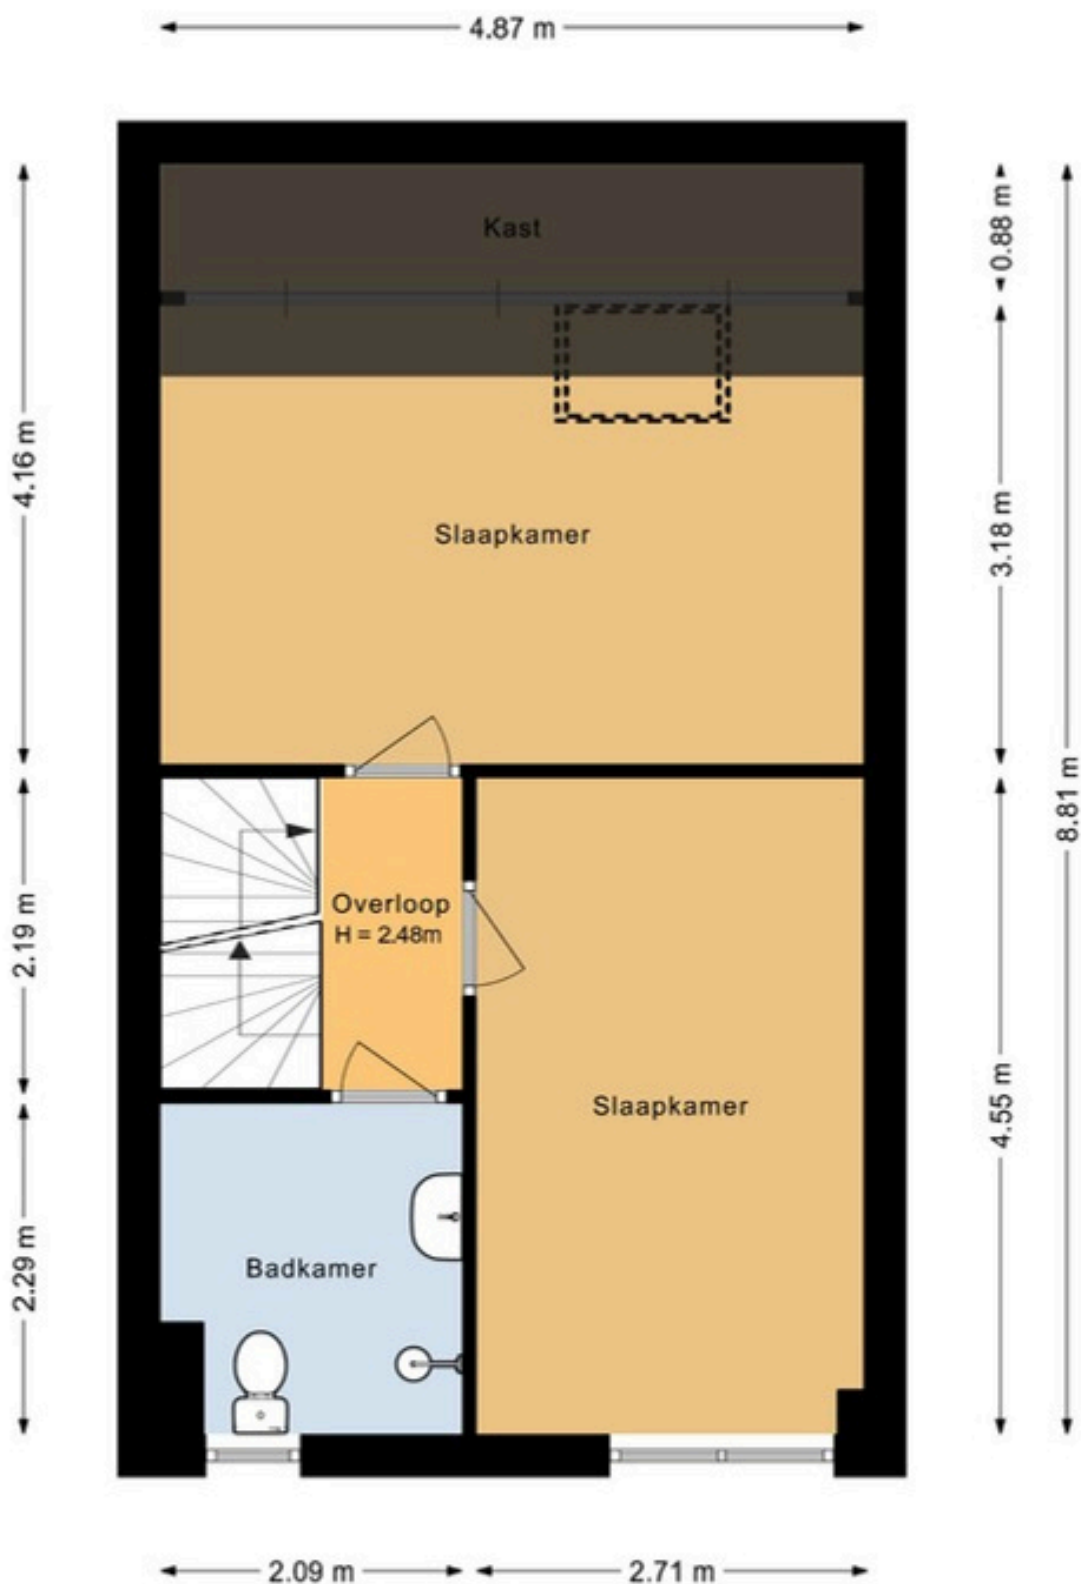 4.87 m
Kast
0.88 m
4.16 m
Slaapkamer
3.18 m
8.81 m
Overloop
H = 2.48m
2.19 m
Slaapkamer
4.55 m
Badkamer
2.29 m
2.09 m
2.71 m